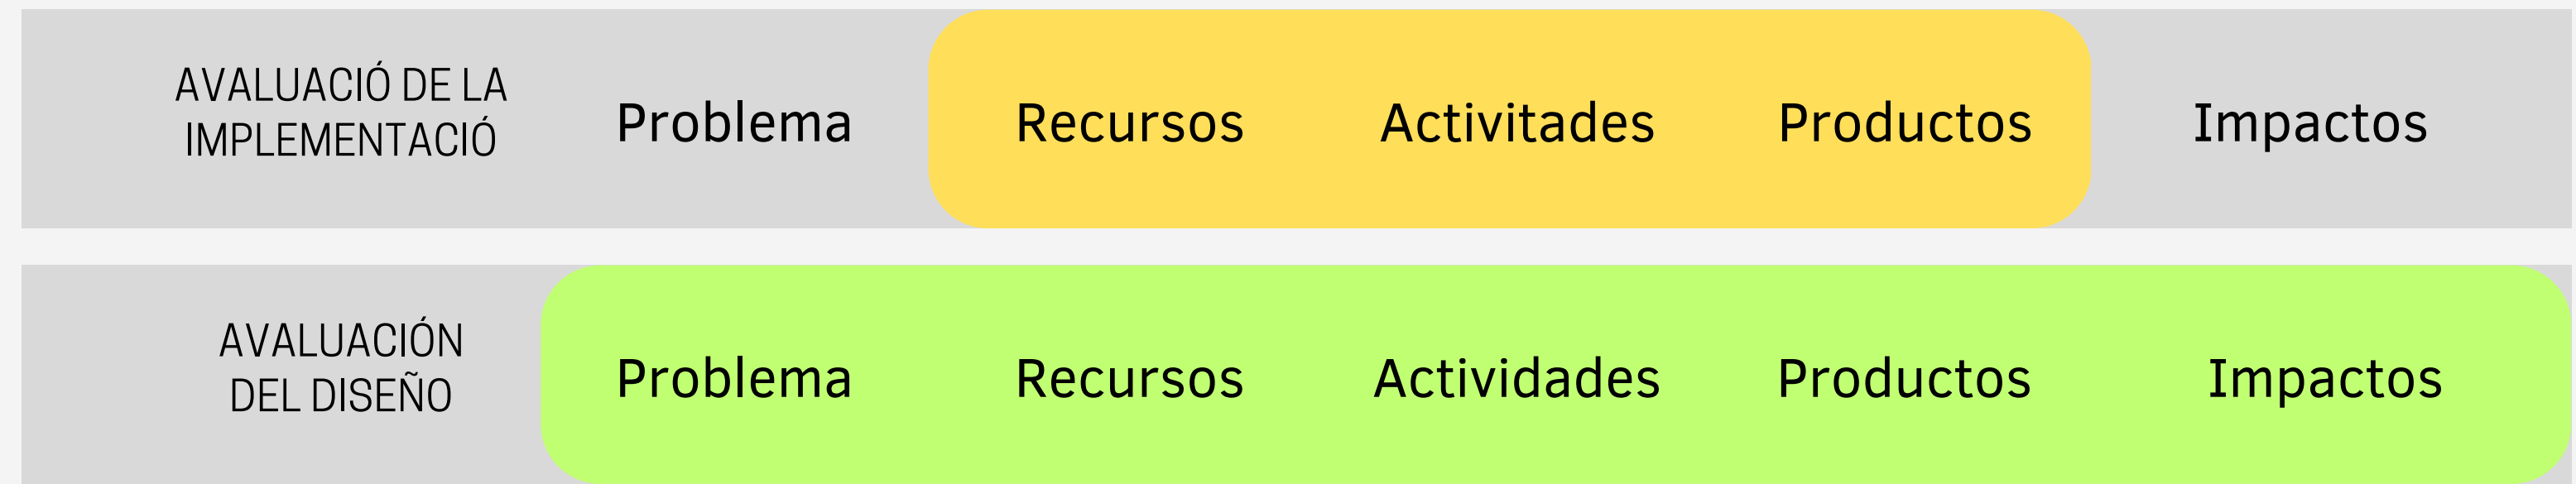 AVALUACIÓ DE LA
IMPLEMENTACIÓ
Problema Recursos Activitades Productos Impactos
AVALUACIÓN
DEL DISEÑO
Problema Recursos Actividades Productos Impactos